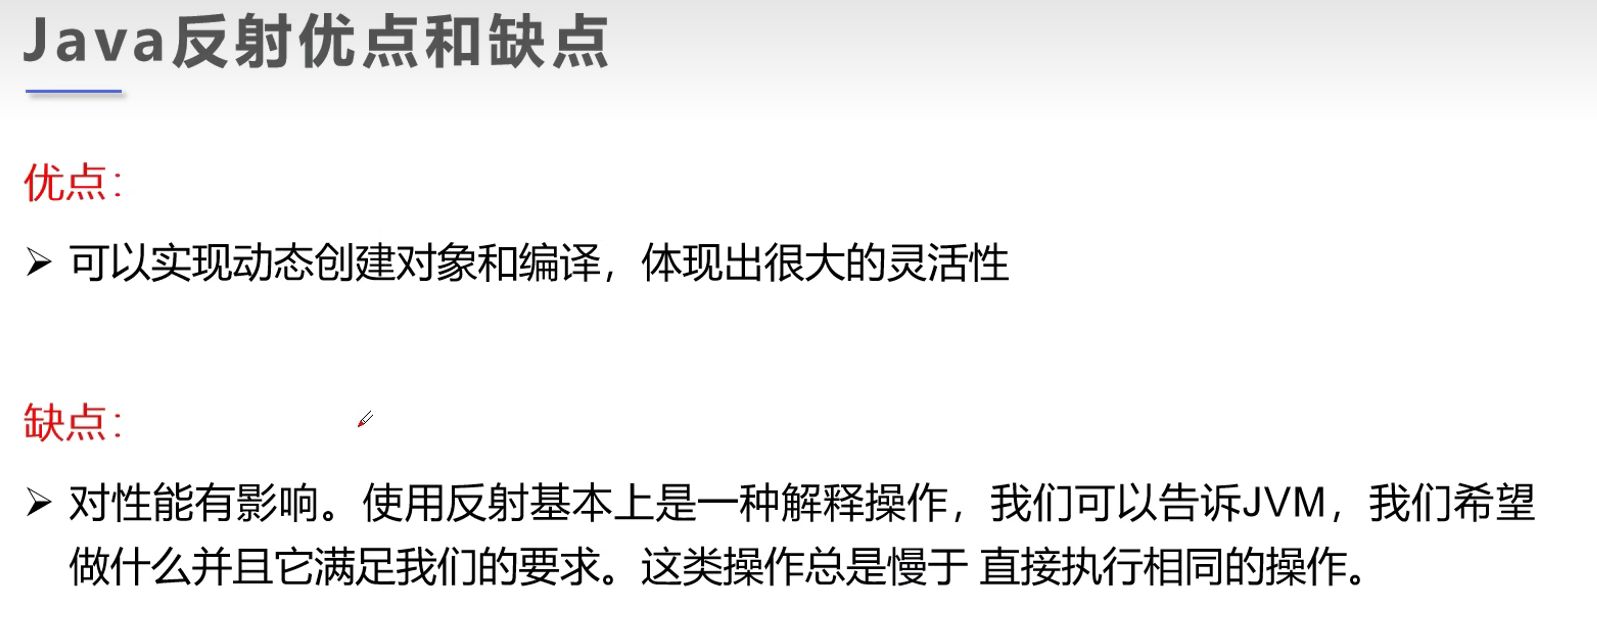 Java反射优点和缺点
优点：
➢ 可以实现动态创建对象和编译，体现出很大的灵活性
缺点：
➢ 对性能有影响。使用反射基本上是一种解释操作，我们可以告诉JVM，我们希望
做什么并且它满足我们的要求。这类操作总是慢于 直接执行相同的操作。